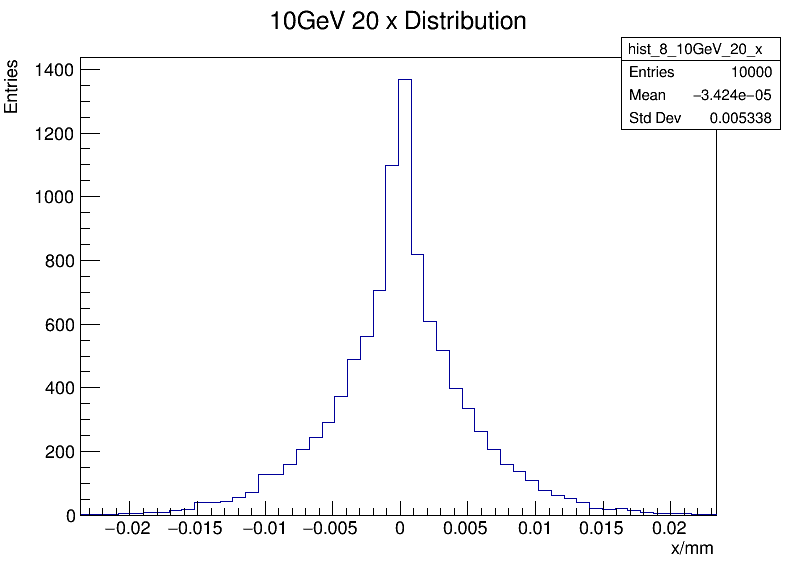 10GeV 20 x Distribution
hist_8_10GeV_20_x
Entries 10000
Mean −3.424e−05
Std Dev 0.005338
Entries
1400
1200
1000
800
600
400
200
0
−0.02 −0.015 −0.01 −0.005 0 0.005 0.01 0.015 0.02
x/mm